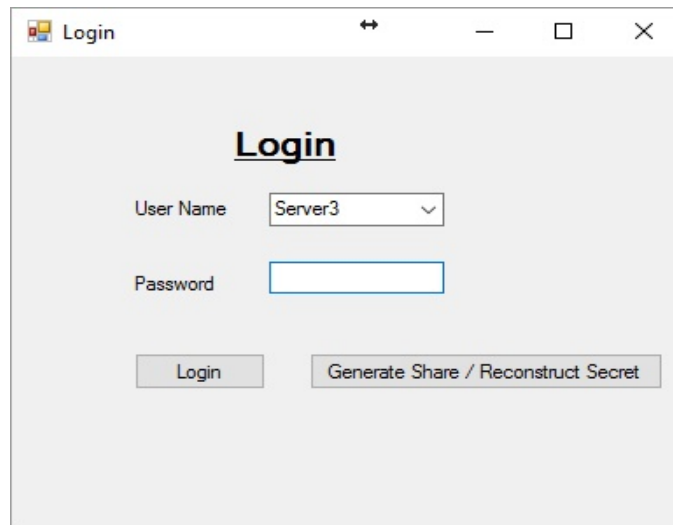 Login
Login
User Name Server3
Password
Login Generate Share / Reconstruct Secret